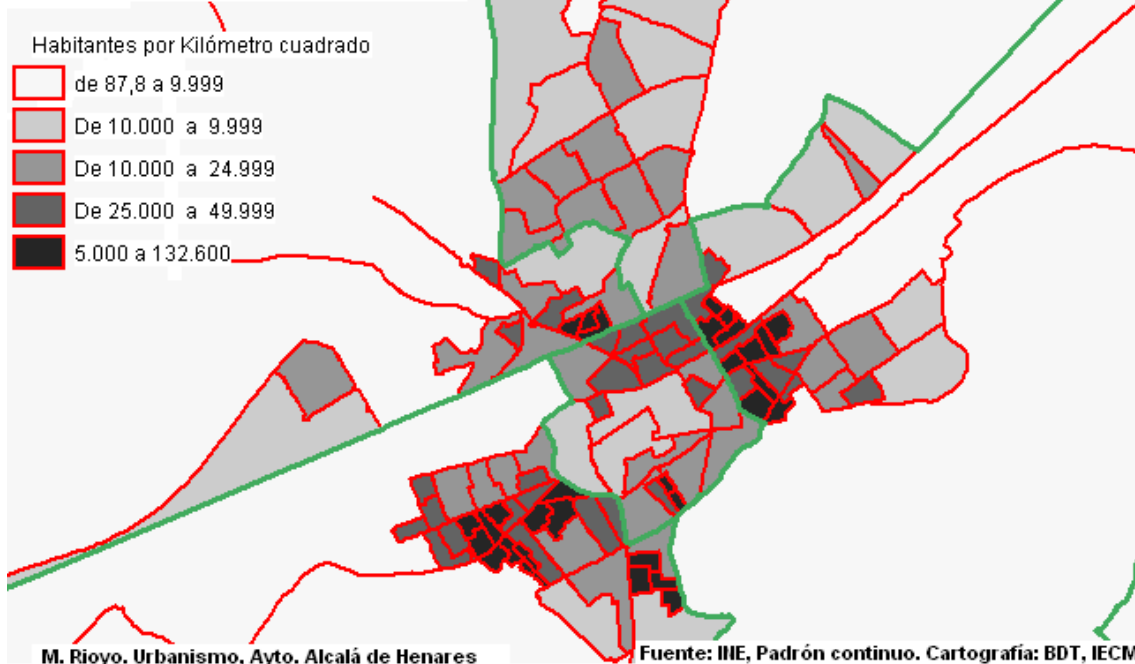 Habitantes por Kilómetro cuadrado
de 87,8 a 9.999
De 10.000 a 9.999
De 10.000 a 24.999
De 25.000 a 49.999
5.000 a 132.600
M. Rioyo. Urbanismo. Ayto. Alcalá de Henares
Fuente: INE, Padrón continuo. Cartografía: BDT, IECM